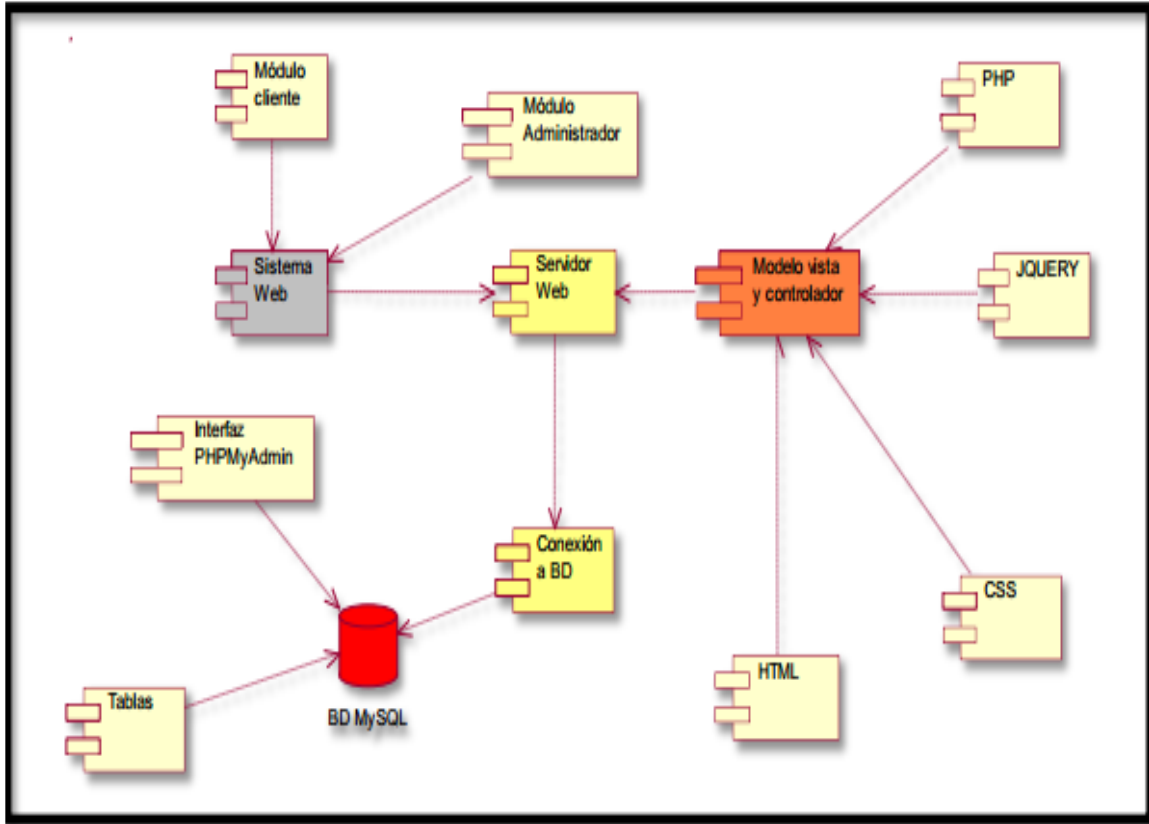 Módulo
cliente
Módulo
Administrador
PHP
Sistema
Web
Servidor
Web
Modelo vista
y controlador
JQUERY
Interfaz
PHPMyAdmin
Conexión
a BD
CSS
HTML
Tablas
BD MySQL